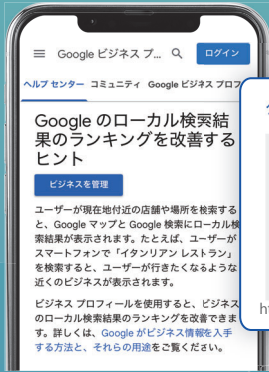 Google ビジネス プ... ログイン
ヘルプ センター コミュニティ Google ビジネス プロフ
Google のローカル検索結
果のランキングを改善する
ヒント
ビジネスを管理
ユーザーが現在地付近の店舗や場所を検索する
と、Google マップと Google 検索にローカル検
索結果が表示されます。たとえば、ユーザーが
スマートフォンで「イタリアン レストラン」
を検索すると、ユーザーが行きたくなるような
近くのビジネスが表示されます。
ビジネス プロフィールを使用すると、ビジネス
のローカル検索結果のランキングを改善できま
す。詳しくは、Google がビジネス情報を入手
する方法と、それらの用途をご覧ください。